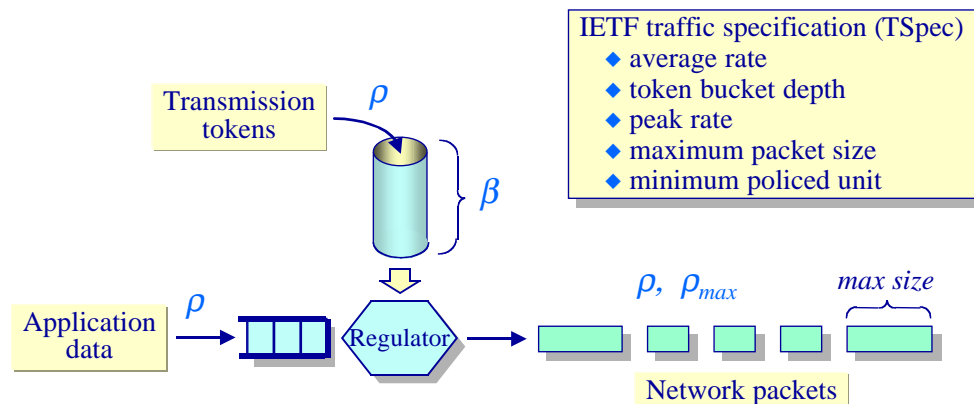 IETF traffic specification (TSpec)
◆ average rate
◆ token bucket depth
◆ peak rate
◆ maximum packet size
◆ minimum policed unit
Transmission
tokens
ρ
β
Application
data
ρ
Regulator
ρ, ρmax
max size
Network packets